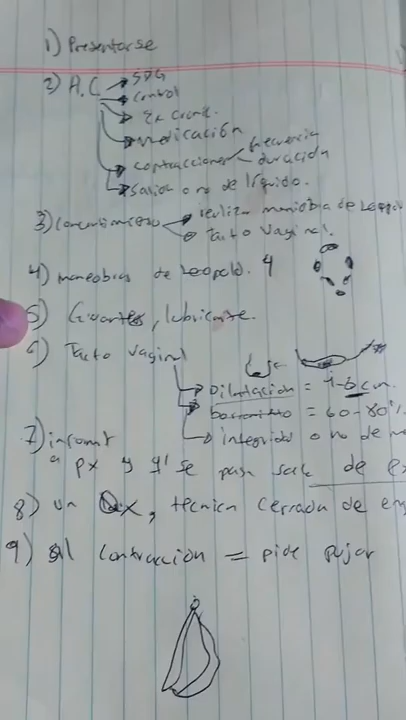 1) Presentarse
2) A.C → SDG
→ control
→ Ex cronic.
→ Medicación
→ contracciones frecuencia
duración
→ Salida o no de líquido.
3) Consentimiento → realizar maniobra de Leopold
→ Tacto Vaginal.
4) maneobras de Leopold. 4
5) Guantes, lubricante.
6) Tacto vaginal
→ Dilatación = 4-6 cm.
→ = 60-80%
→ integridad o no de
7) informar
a px y q' se pasa sala de
8) un Qx, técnica cerrada de
9) al contracción = pide pujar